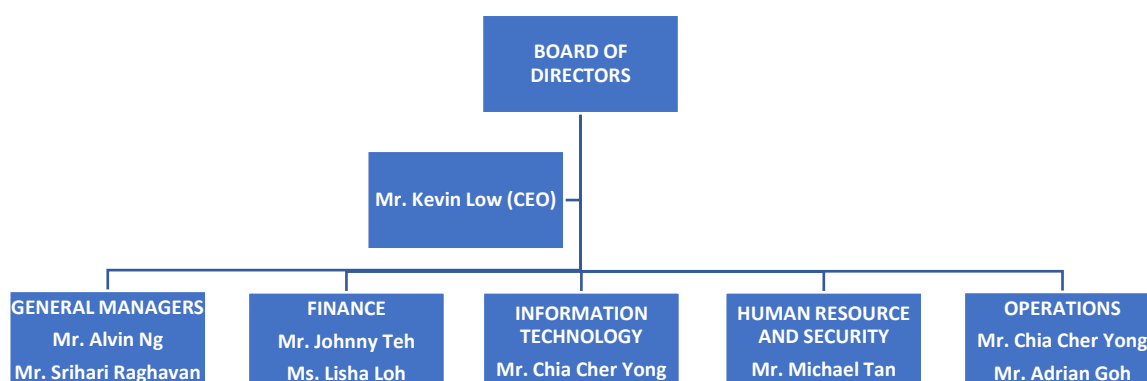 BOARD OF
DIRECTORS
Mr. Kevin Low (CEO)
GENERAL MANAGERS
Mr. Alvin Ng
Mr. Srihari Raghavan
FINANCE
Mr. Johnny Teh
Ms. Lisha Loh
INFORMATION
TECHNOLOGY
Mr. Chia Cher Yong
HUMAN RESOURCE
AND SECURITY
Mr. Michael Tan
OPERATIONS
Mr. Chia Cher Yong
Mr. Adrian Goh